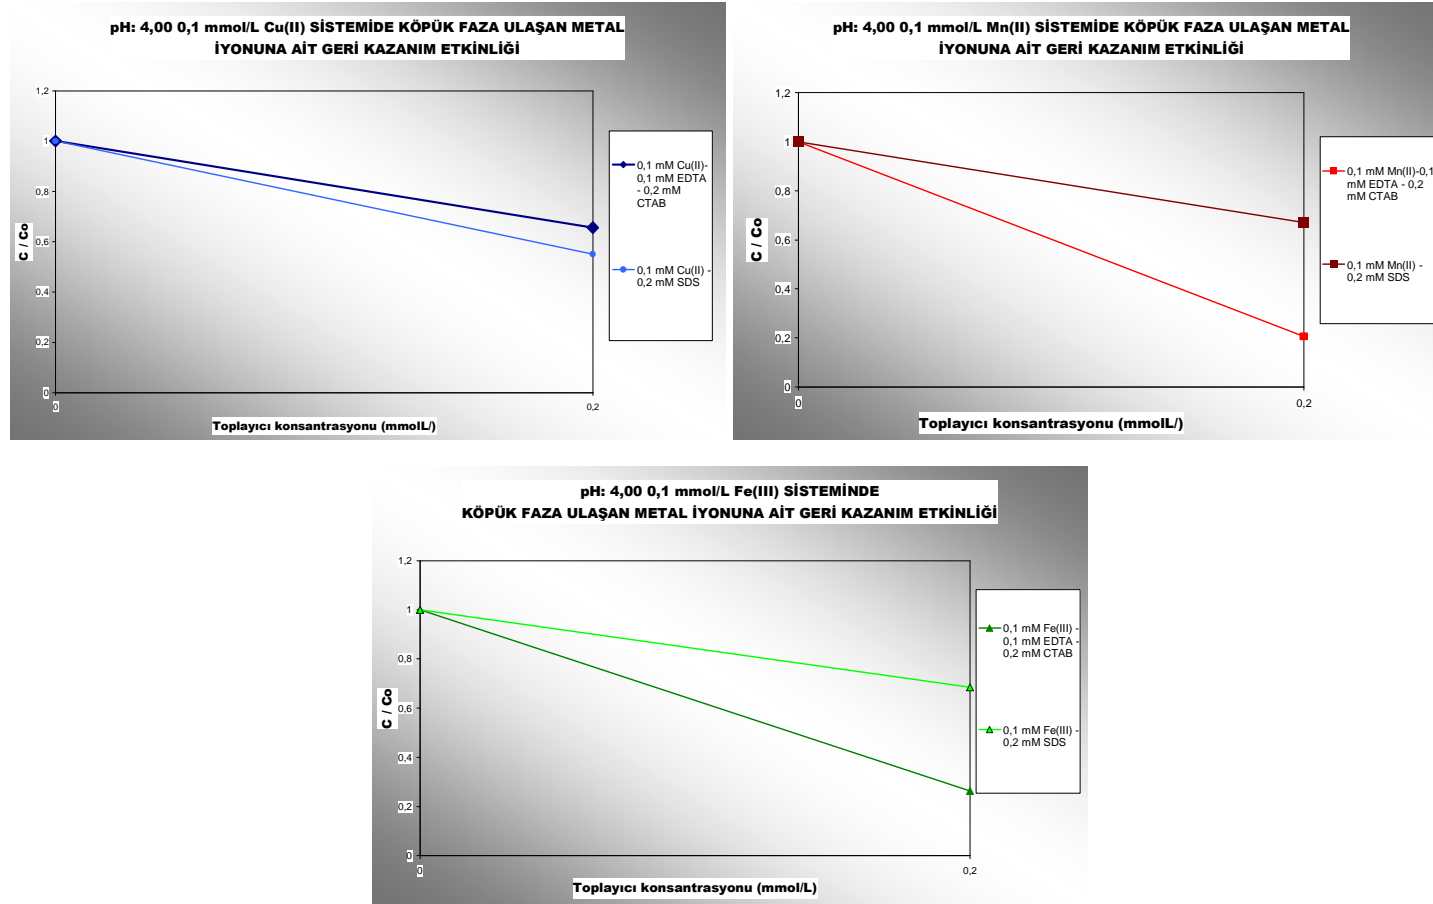 pH: 4,00 0,1 mmol/L Cu(II) SİSTEMİDE KÖPÜK FAZA ULAŞAN METAL
İYONUNA AİT GERİ KAZANIM ETKİNLİĞİ
1,2
1
0,8
0,6
0,4
0,2
0
C / Co
0
0,2
Toplayıcı konsantrasyonu (mmolL/)
0,1 mM Cu(II)-
0,1 mM EDTA
- 0,2 mM
CTAB
0,1 mM Cu(II) -
0,2 mM SDS
pH: 4,00 0,1 mmol/L Mn(II) SİSTEMİDE KÖPÜK FAZA ULAŞAN METAL
İYONUNA AİT GERİ KAZANIM ETKİNLİĞİ
1,2
1
0,8
0,6
0,4
0,2
0
C / Co
0
0,2
Toplayıcı konsantrasyonu (mmolL/)
0,1 mM Mn(II)-0,1
mM EDTA - 0,2
mM CTAB
0,1 mM Mn(II) -
0,2 mM SDS
pH: 4,00 0,1 mmol/L Fe(III) SİSTEMİNDE
KÖPÜK FAZA ULAŞAN METAL İYONUNA AİT GERİ KAZANIM ETKİNLİĞİ
1,2
1
0,8
0,6
0,4
0,2
0
C / Co
0
0,2
Toplayıcı konsantrasyonu (mmol/L)
0,1 mM Fe(III) -
0,1 mM EDTA -
0,2 mM CTAB
0,1 mM Fe(III) -
0,2 mM SDS